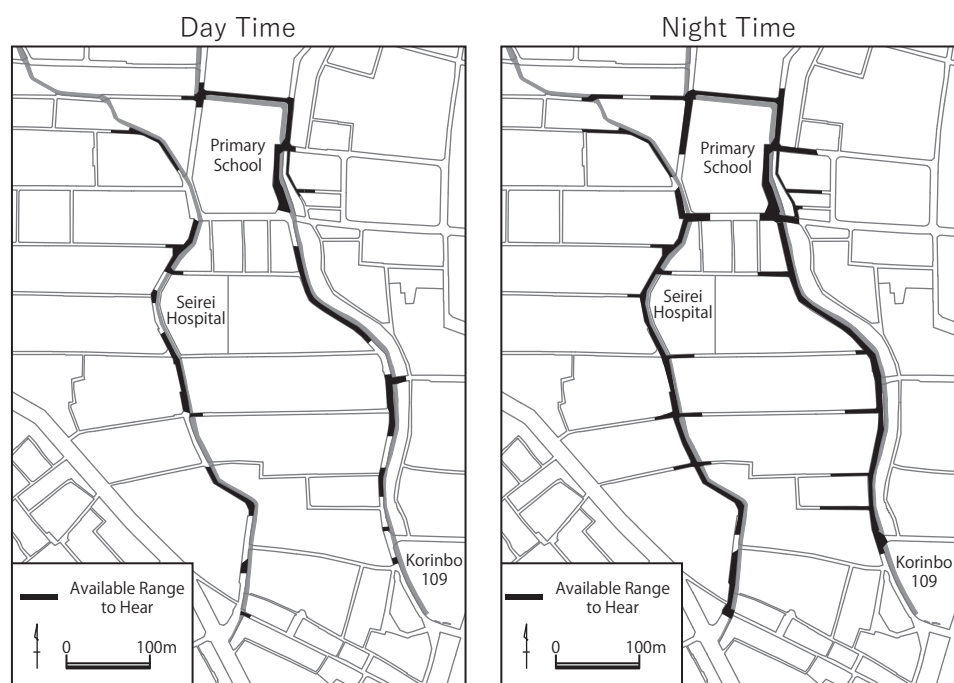 Day Time
Primary
School
Seirei
Hospital
Korinbo
109
Available Range
to Hear
0
100m
Night Time
Primary
School
Seirei
Hospital
Korinbo
109
Available Range
to Hear
0
100m